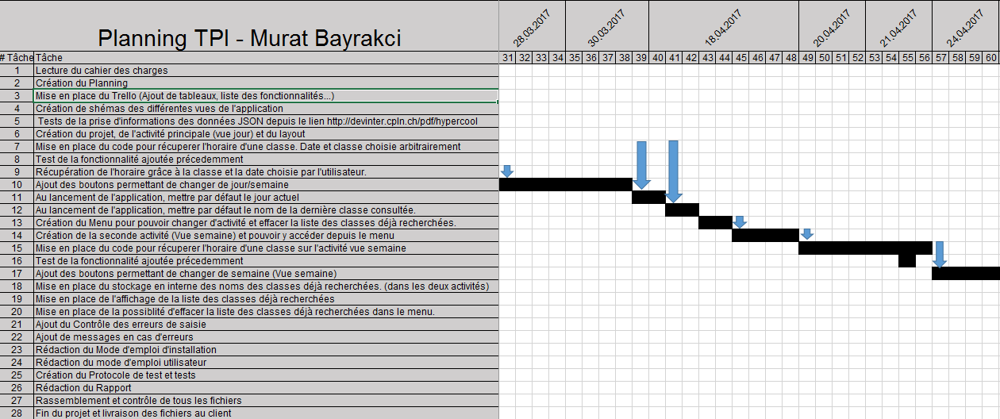 Planning TPI - Murat Bayrakci
28.03.2017 30.03.2017 18.04.2017 20.04.2017 21.04.2017 24.04.2017
# Tâche Tâche 31 32 33 34 35 36 37 38 39 40 41 42 43 44 45 46 47 48 49 50 51 52 53 54 55 56 57 58 59 60
1 Lecture du cahier des charges
2 Création du Planning
3 Mise en place du Trello (Ajout de tableaux, liste des fonctionnalités...)
4 Création de shémas des différentes vues de l'application
5 Tests de la prise d'informations des données JSON depuis le lien http://devinter.cpln.ch/pdf/hypercool
6 Création du projet, de l'activité principale (vue jour) et du layout
7 Mise en place du code pour récuperer l'horaire d'une classe. Date et classe choisie arbitrairement
8 Test de la fonctionnalité ajoutée précedemment
9 Récupération de l'horaire grâce à la classe et la date choisie par l'utilisateur.
10 Ajout des boutons permettant de changer de jour/semaine
11 Au lancement de l'application, mettre par défaut le jour actuel
12 Au lancement de l'application, mettre par défaut le nom de la dernière classe consultée.
13 Création du Menu pour pouvoir changer d'activité et effacer la liste des classes déjà recherchées.
14 Création de la seconde activité (Vue semaine) et pouvoir y accéder depuis le menu
15 Mise en place du code pour récuperer l'horaire d'une classe sur l'activité vue semaine
16 Test de la fonctionnalité ajoutée précedemment
17 Ajout des boutons permettant de changer de semaine (Vue semaine)
18 Mise en place du stockage en interne des noms des classes déjà recherchées. (dans les deux activités)
19 Mise en place de l'affichage de la liste des classes déjà recherchées
20 Mise en place de la possiblité d'effacer la liste des classes déjà recherchées dans le menu.
21 Ajout du Contrôle des erreurs de saisie
22 Ajout de messages en cas d'erreurs
23 Rédaction du Mode d'emploi d'installation
24 Rédaction du mode d'emploi utilisateur
25 Création du Protocole de test et tests
26 Rédaction du Rapport
27 Rassemblement et contrôle de tous les fichiers
28 Fin du projet et livraison des fichiers au client